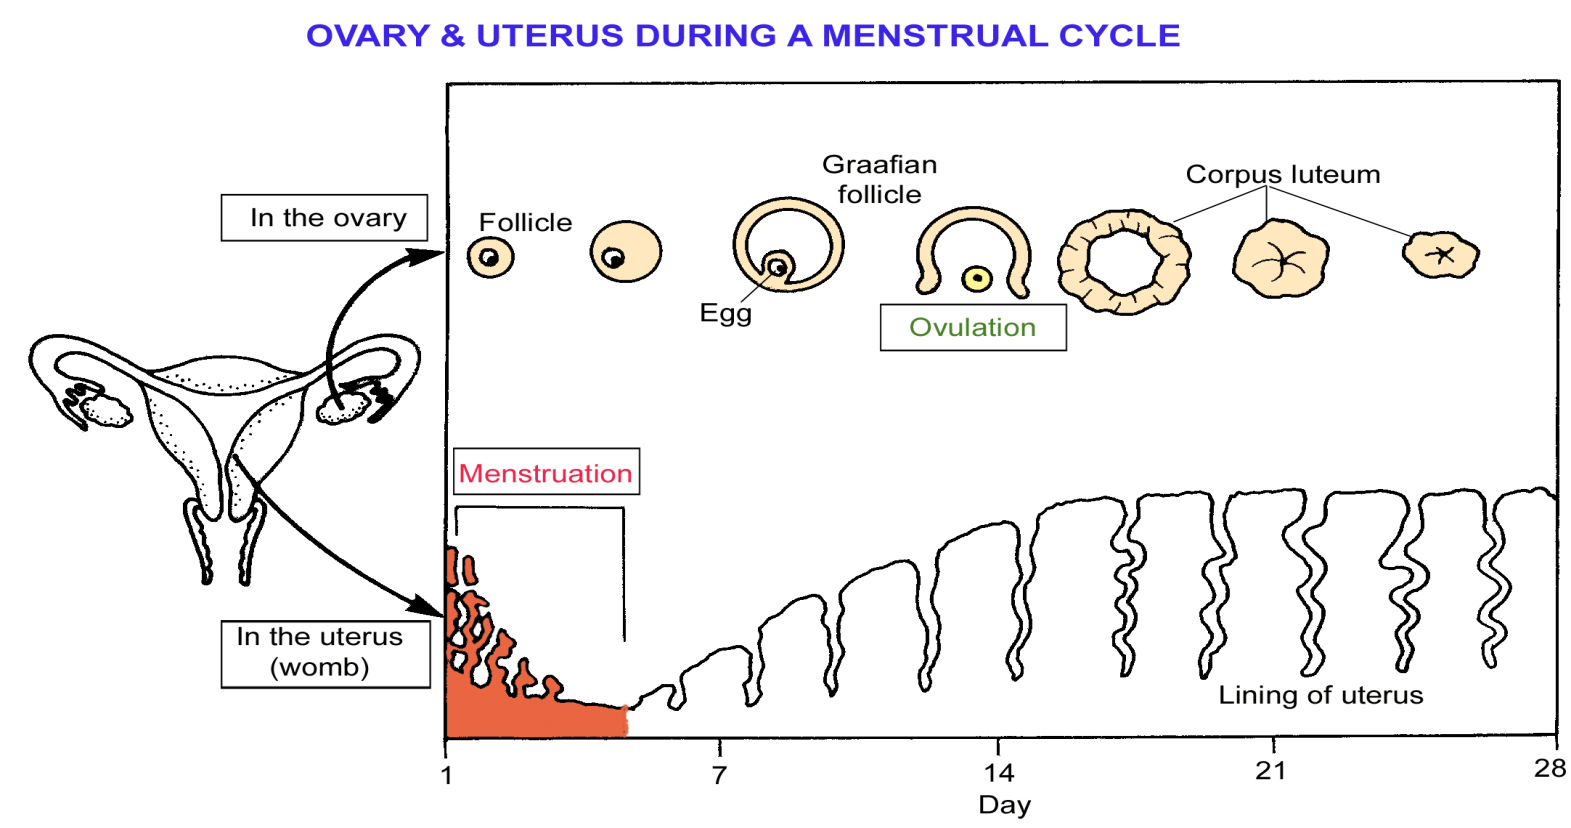 OVARY & UTERUS DURING A MENSTRUAL CYCLE
Graafian
follicle
Corpus luteum
In the ovary
Follicle
Egg
Ovulation
Menstruation
In the uterus
(womb)
Lining of uterus
1
7
14
21
28
Day